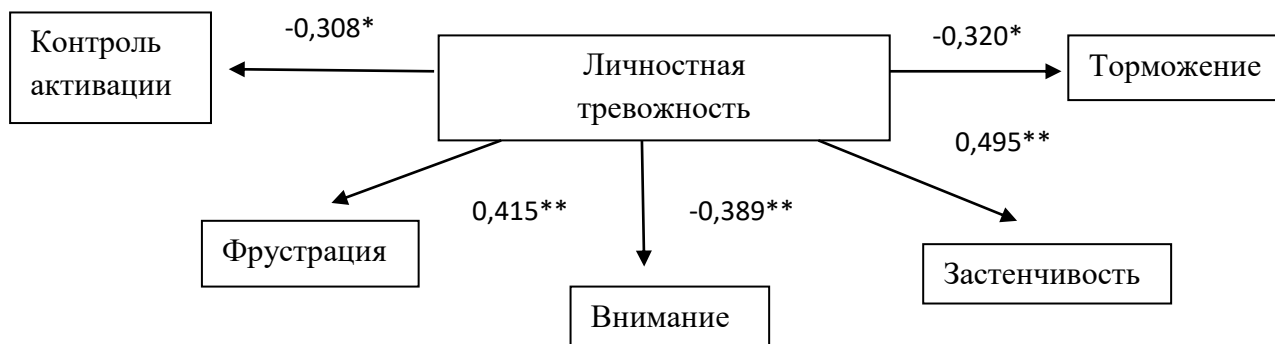 -0,308*
-0,320*
Контроль
активации
Личностная
тревожность
Торможение
0,495**
0,415**
-0,389**
Фрустрация
Застенчивость
Внимание